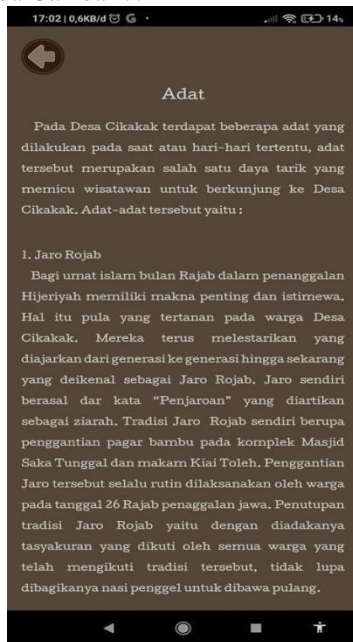 17:02 | 0,6KB/d G · 14%
Adat
Pada Desa Cikakak terdapat beberapa adat yang
dilakukan pada saat atau hari-hari tertentu, adat
tersebut merupakan salah satu daya tarik yang
memicu wisatawan untuk berkunjung ke Desa
Cikakak. Adat-adat tersebut yaitu :
1. Jaro Rojab
Bagi umat islam bulan Rajab dalam penanggalan
Hijeriyah memiliki makna penting dan istimewa.
Hal itu pula yang tertanan pada warga Desa
Cikakak. Mereka terus melestarikan yang
diajarkan dari generasi ke generasi hingga sekarang
yang deikenal sebagai Jaro Rojab. Jaro sendiri
berasal dar kata "Penjaroan" yang diartikan
sebagai ziarah. Tradisi Jaro Rojab sendiri berupa
penggantian pagar bambu pada komplek Masjid
Saka Tunggal dan makam Kiai Toleh. Penggantian
Jaro tersebut selalu rutin dilaksanakan oleh warga
pada tanggal 26 Rajab penaggalan jawa. Penutupan
tradisi Jaro Rojab yaitu dengan diadakanya
tasyakuran yang dikuti oleh semua warga yang
telah mengikuti tradisi tersebut, tidak lupa
dibagikanya nasi penggel untuk dibawa pulang.